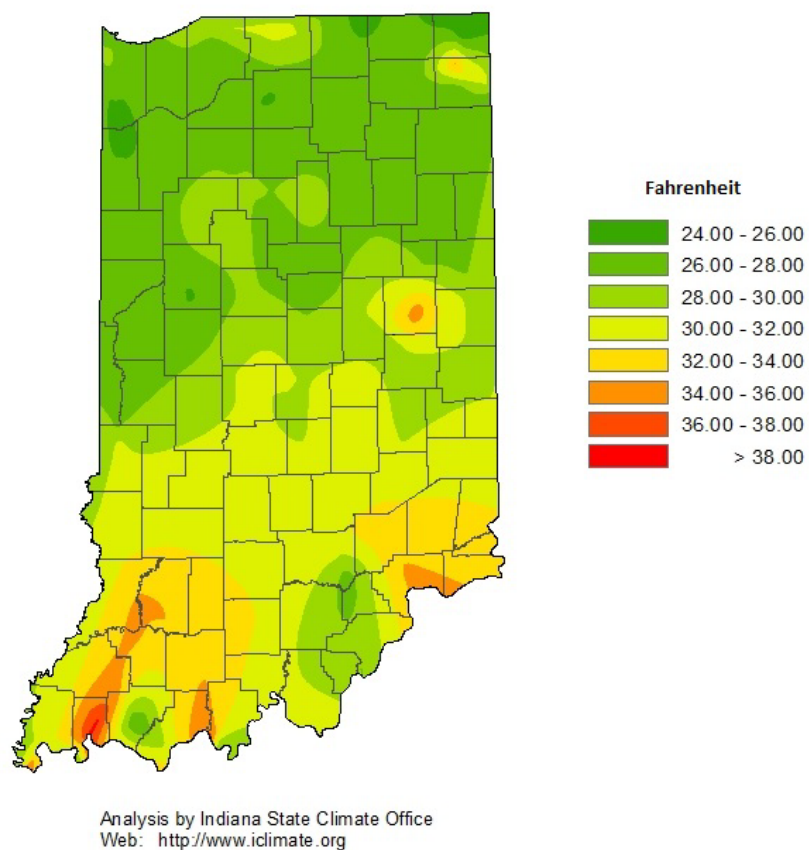 Fahrenheit
24.00 - 26.00
26.00 - 28.00
28.00 - 30.00
30.00 - 32.00
32.00 - 34.00
34.00 - 36.00
36.00 - 38.00
> 38.00
Analysis by Indiana State Climate Office
Web: http://www.iclimate.org